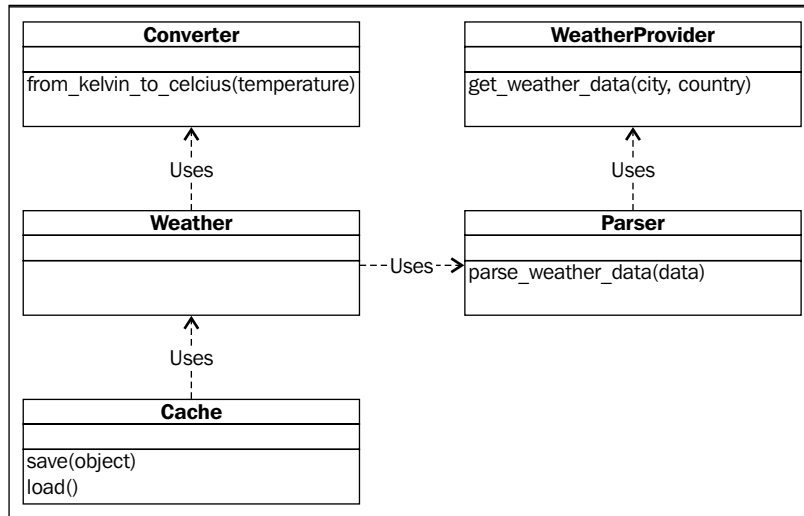 Converter
from_kelvin_to_celcius(temperature)
WeatherProvider
get_weather_data(city, country)
Uses
Uses
Weather
Uses
Parser
parse_weather_data(data)
Uses
Cache
save(object)
load()